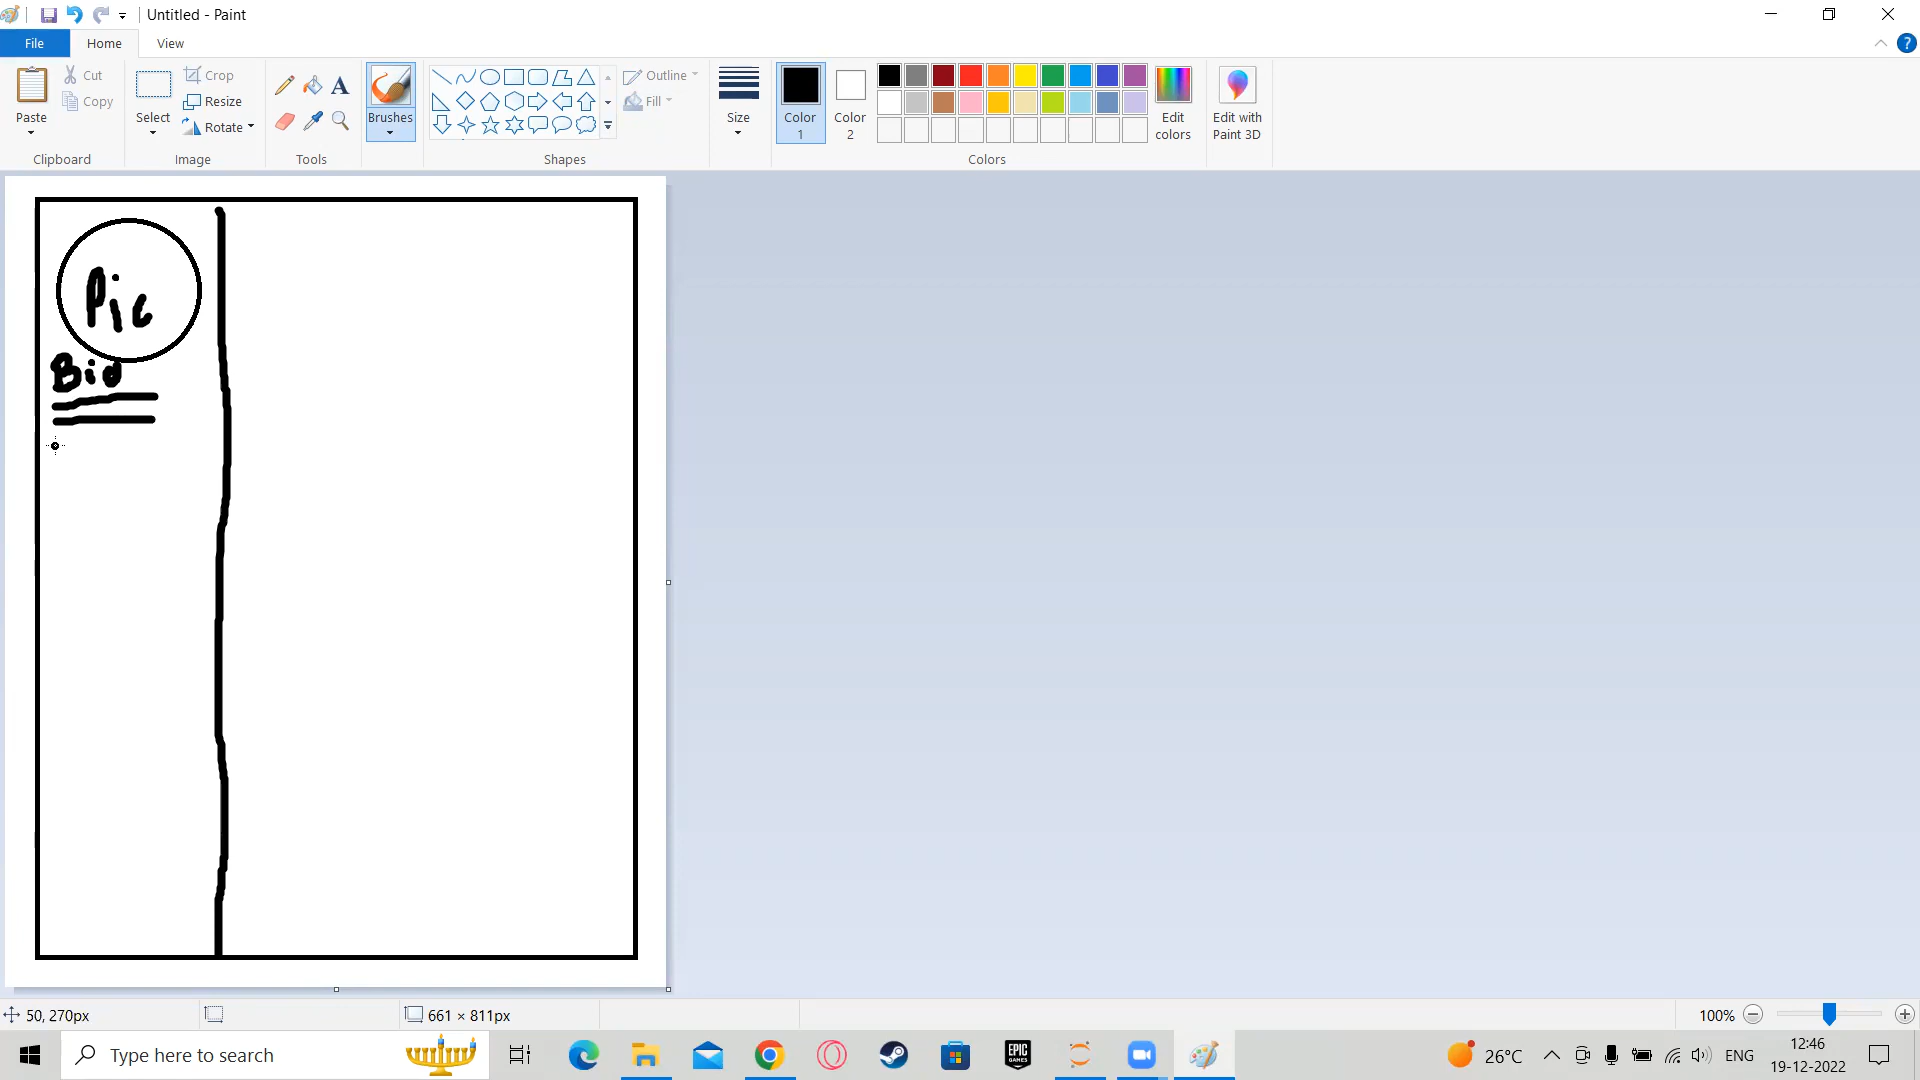 Untitled - Paint
File
Home
View
Paste
Cut
Copy
Clipboard
Select
Crop
Resize
Rotate
Image
A
Tools
Brushes
Outline
Fill
Shapes
Size
Color
1
Color
2
Edit
colors
Colors
Edit with
Paint 3D
?
Pic
Bio
50, 270px
661 × 811px
100%
Type here to search
EPIC
GAMES
26°C
ENG
12:46
19-12-2022